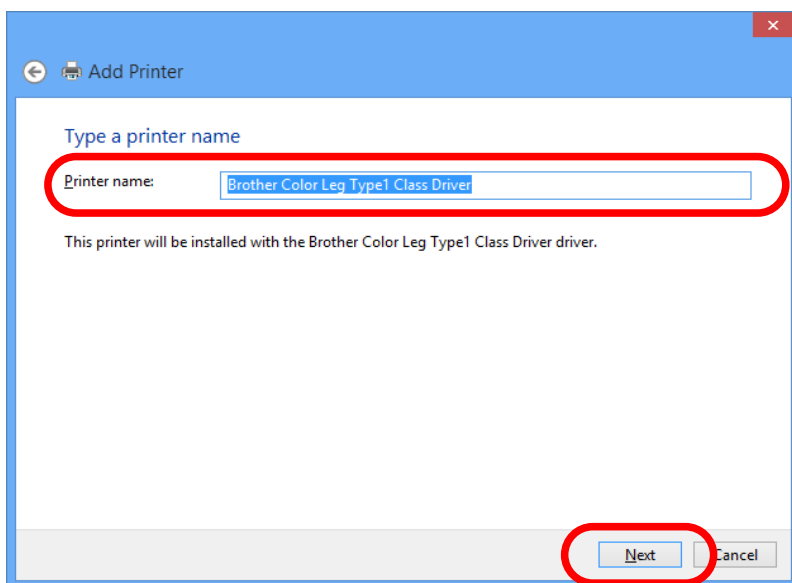 Add Printer
Type a printer name
Printer name: Brother Color Leg Type1 Class Driver
This printer will be installed with the Brother Color Leg Type1 Class Driver driver.
Next Cancel